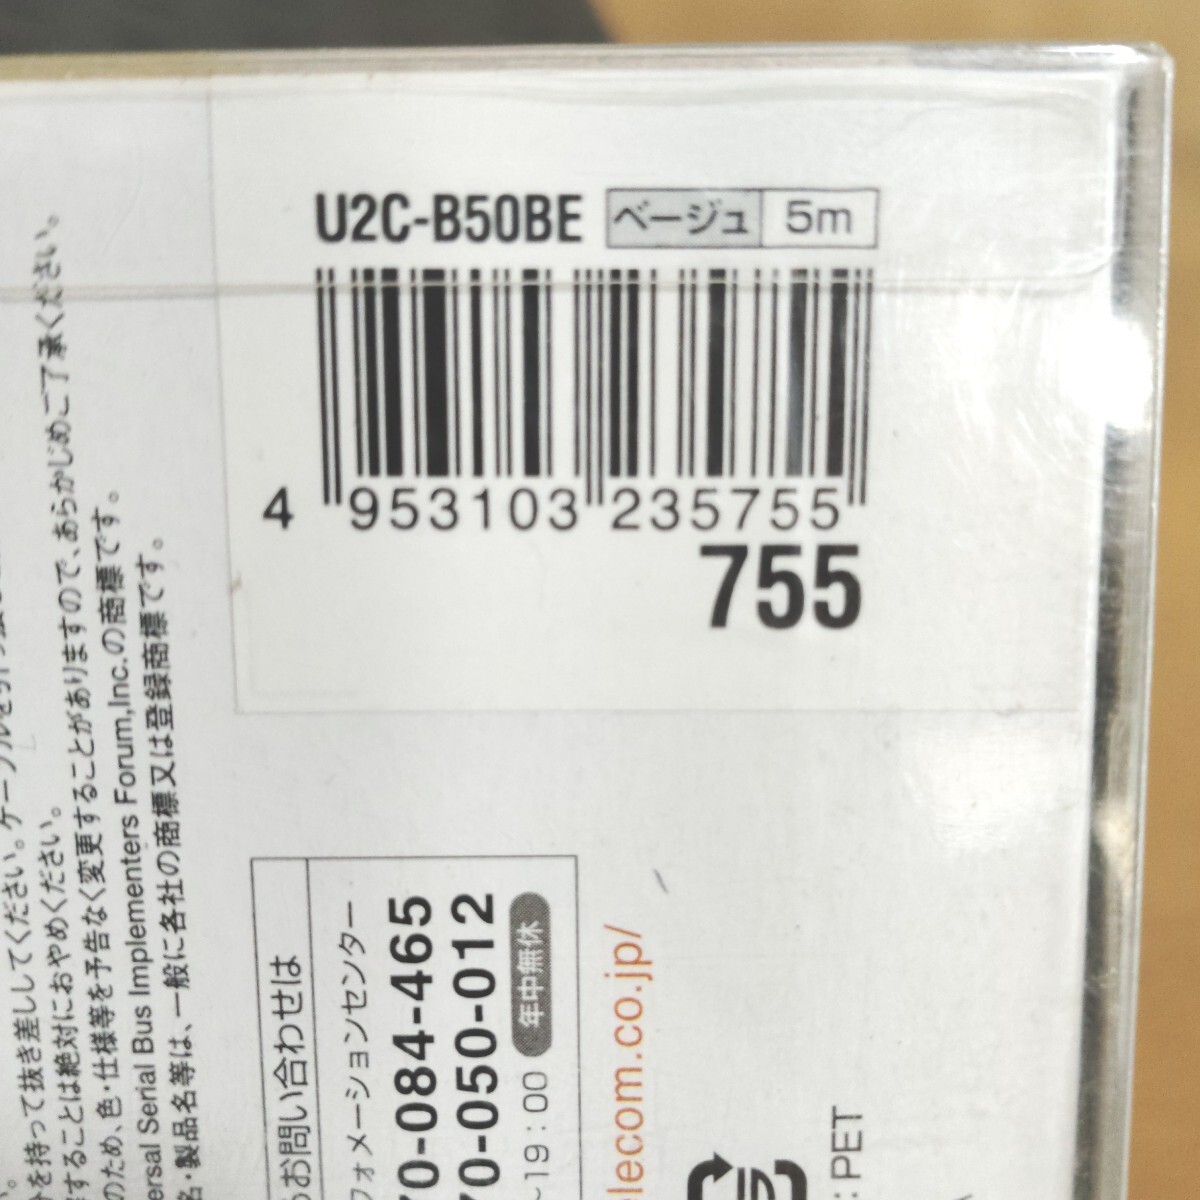 U2C-B50BE ベージュ 5m
4 953103 235755
755
ください。ケーブルを
を持って抜き差ししてください。
することは絶対におやめください。
のため、色・仕様等を予告なく変更することがありますので、あらかじめご了承ください。
ersal Serial Bus Implementers Forum,Inc.の商標です。
名・製品名等は、一般に各社の商標又は登録商標です。
お問い合わせは
フォメーションセンター
70-084-465
70-050-012
~19:00 年中無休
lecom.co.jp/
: PET